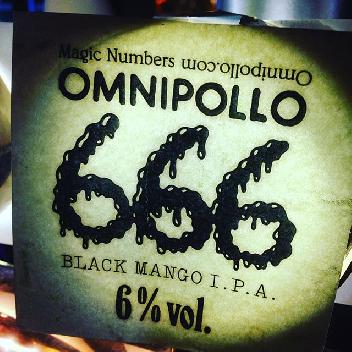 Magic Numbers Omnipollo.com
OMNIPOLLO
666
BLACK MANGO I.P.A.
6% vol.